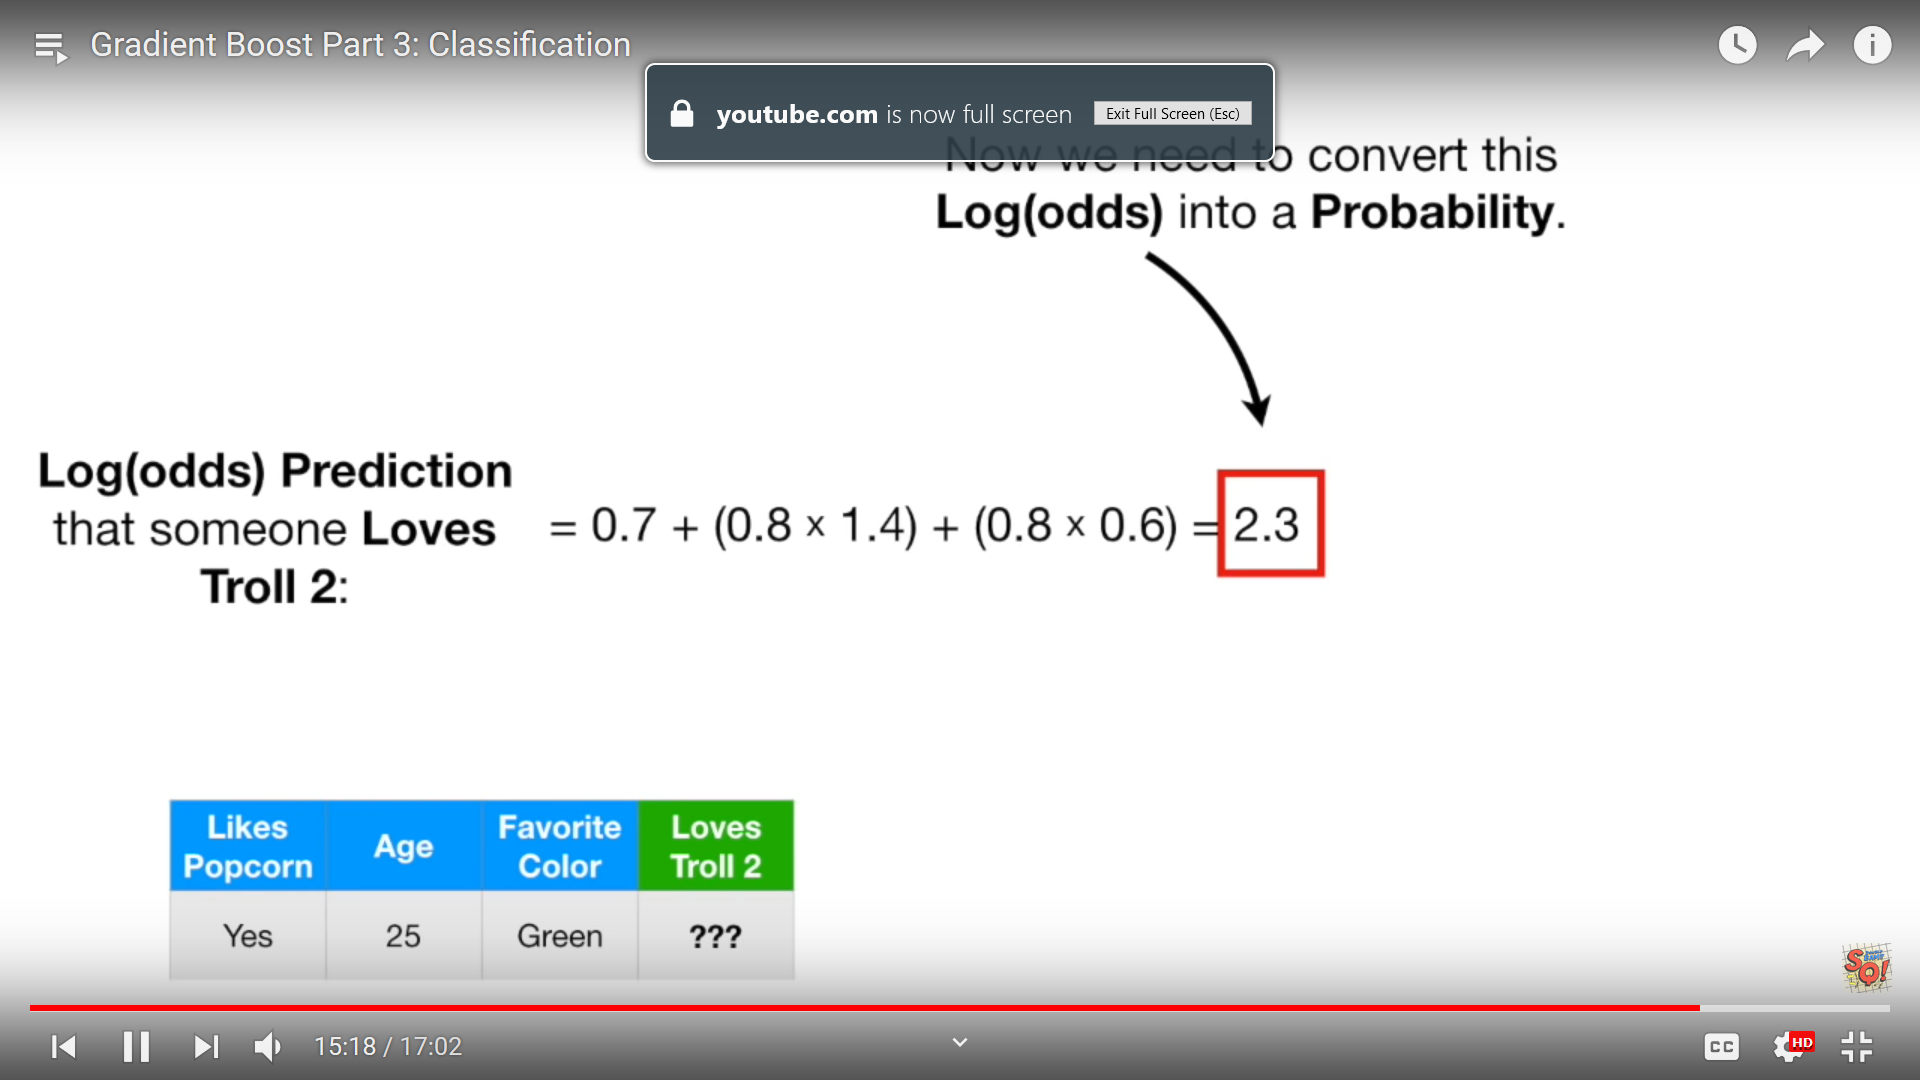 Gradient Boost Part 3: Classification
youtube.com is now full screen
Exit Full Screen (Esc)
Now we need to convert this
Log(odds) into a Probability.
Log(odds) Prediction
that someone Loves
Troll 2:
= 0.7 + (0.8 x 1.4) + (0.8 x 0.6) = 2.3
Likes Popcorn Age Favorite Color Loves Troll 2
Yes 25 Green ???
SQ!
15:18 / 17:02
CC
HD